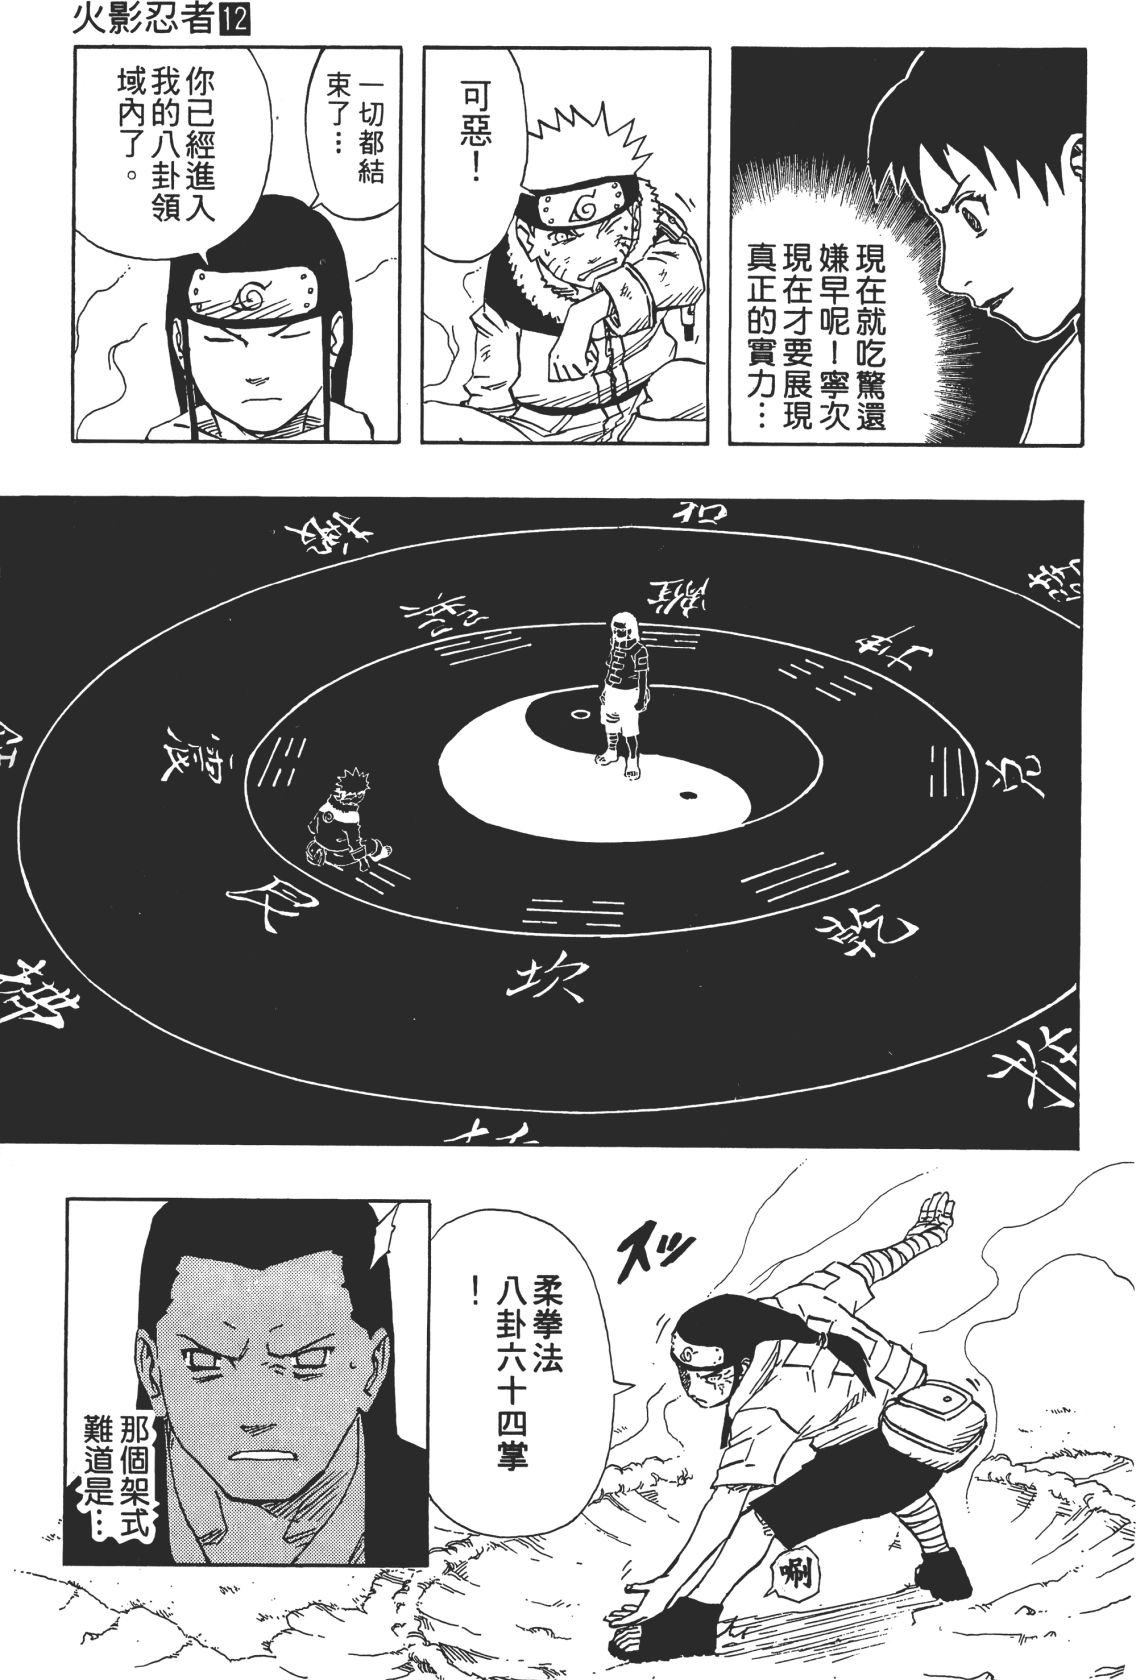 火影忍者12
現在就吃驚還
嫌早呢！寧次
現在才要展現
真正的實力…
可惡！
一切都結
束了…
你已經進入
我的八卦領
域內了。
離
震
兌
艮
坎
乾
スッ
柔拳法
八卦六十四掌
！
唰
那個架式
難道是…